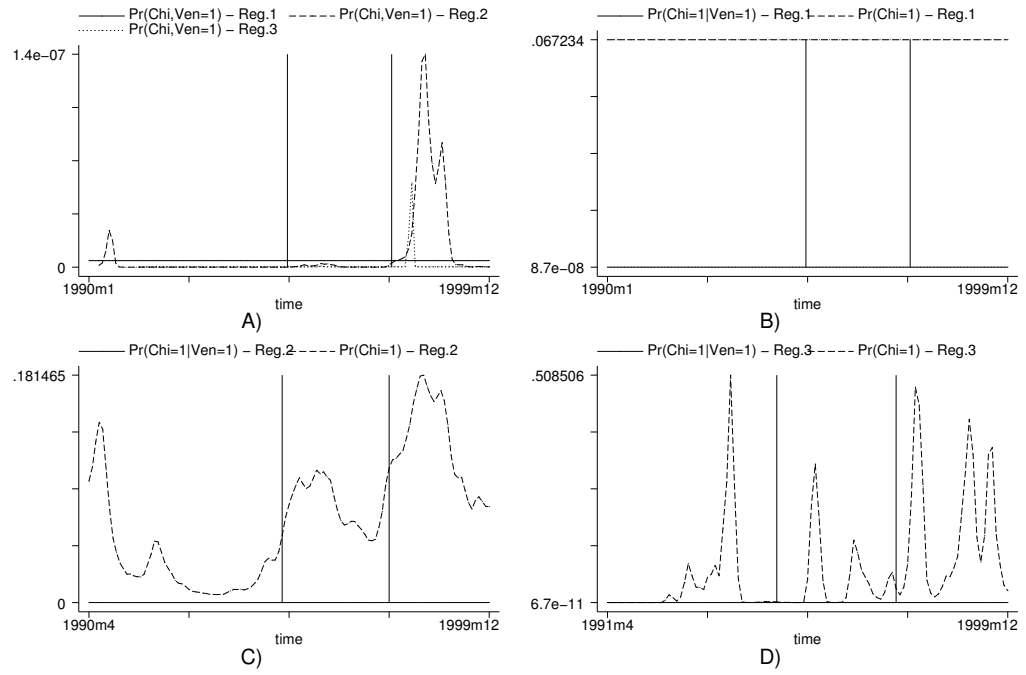 Pr(Chi,Ven=1) − Reg.1 Pr(Chi,Ven=1) − Reg.2
Pr(Chi,Ven=1) − Reg.3
1.4e−07
0
1990m1 1999m12
time
A)
Pr(Chi=1|Ven=1) − Reg.1 Pr(Chi=1) − Reg.1
.067234
8.7e−08
1990m1 1999m12
time
B)
Pr(Chi=1|Ven=1) − Reg.2 Pr(Chi=1) − Reg.2
.181465
0
1990m4 1999m12
time
C)
Pr(Chi=1|Ven=1) − Reg.3 Pr(Chi=1) − Reg.3
.508506
6.7e−11
1991m4 1999m12
time
D)